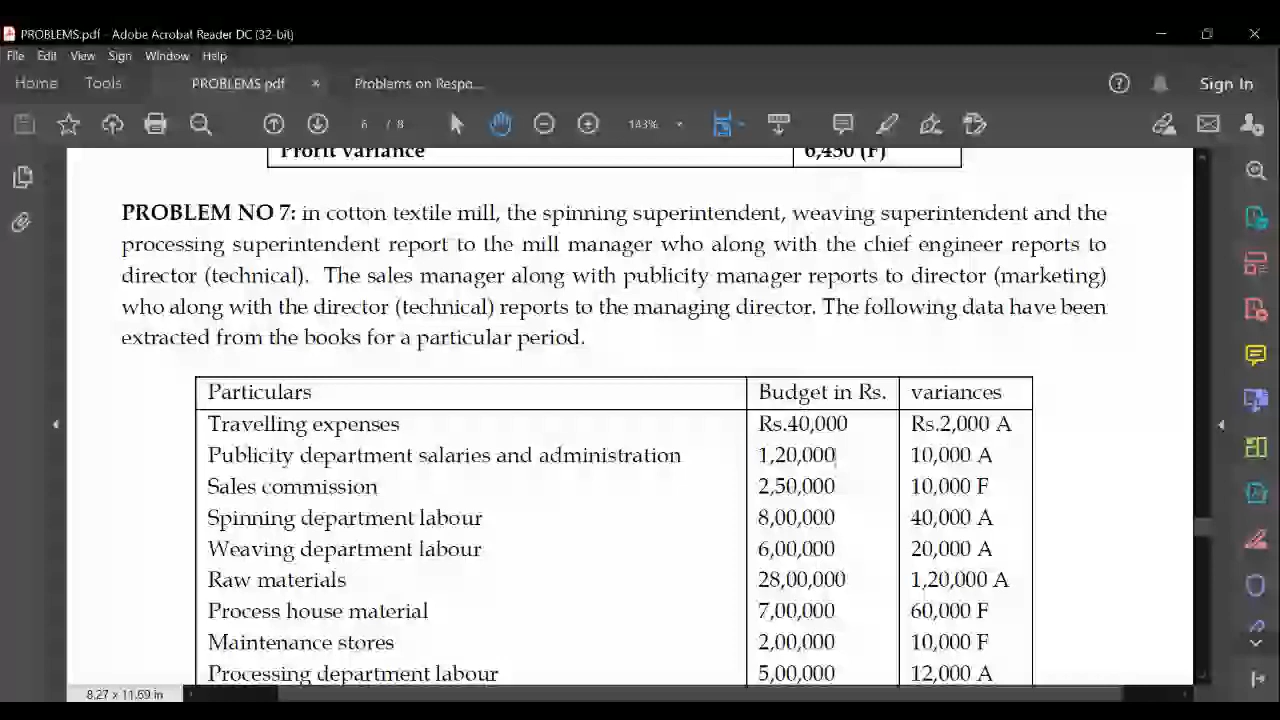 PROBLEMS.pdf - Adobe Acrobat Reader DC (32-bit)
File Edit View Sign Window Help
Home Tools PROBLEMS.pdf × Problems on Respo... Sign In
6 / 8 143%
Profit variance 6,450 (F)
PROBLEM NO 7: in cotton textile mill, the spinning superintendent, weaving superintendent and the
processing superintendent report to the mill manager who along with the chief engineer reports to
director (technical). The sales manager along with publicity manager reports to director (marketing)
who along with the director (technical) reports to the managing director. The following data have been
extracted from the books for a particular period.
Particulars Budget in Rs. variances
Travelling expenses Rs.40,000 Rs.2,000 A
Publicity department salaries and administration 1,20,000 10,000 A
Sales commission 2,50,000 10,000 F
Spinning department labour 8,00,000 40,000 A
Weaving department labour 6,00,000 20,000 A
Raw materials 28,00,000 1,20,000 A
Process house material 7,00,000 60,000 F
Maintenance stores 2,00,000 10,000 F
Processing department labour 5,00,000 12,000 A
8.27 x 11.69 in